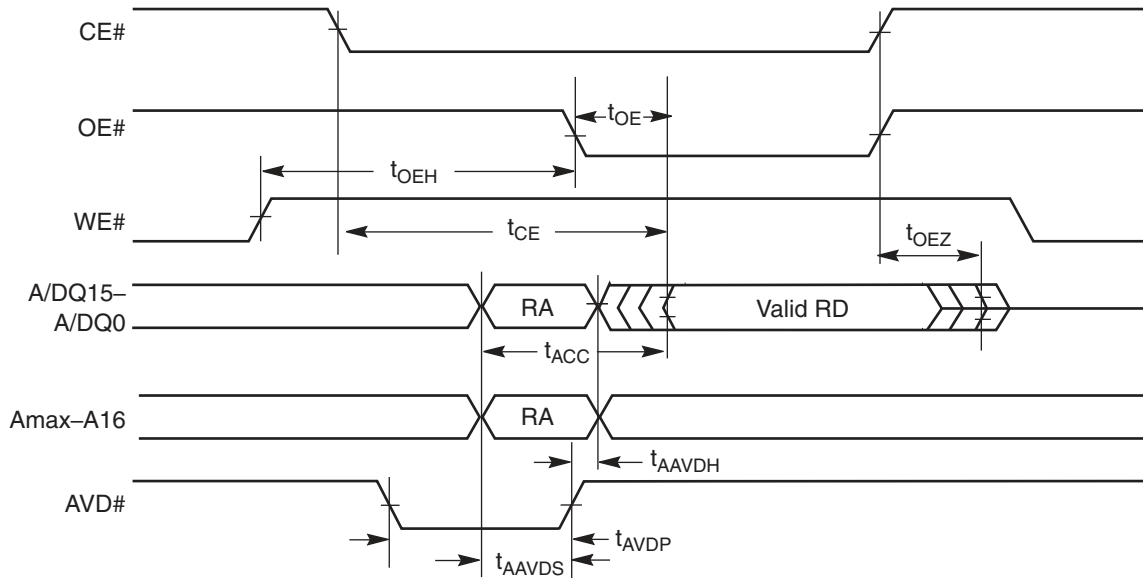 CE#
OE#
tOE
tOEH
WE#
tCE
tOEZ
A/DQ15–
A/DQ0
RA
Valid RD
tACC
Amax–A16
RA
tAAVDH
AVD#
tAVDP
tAAVDS